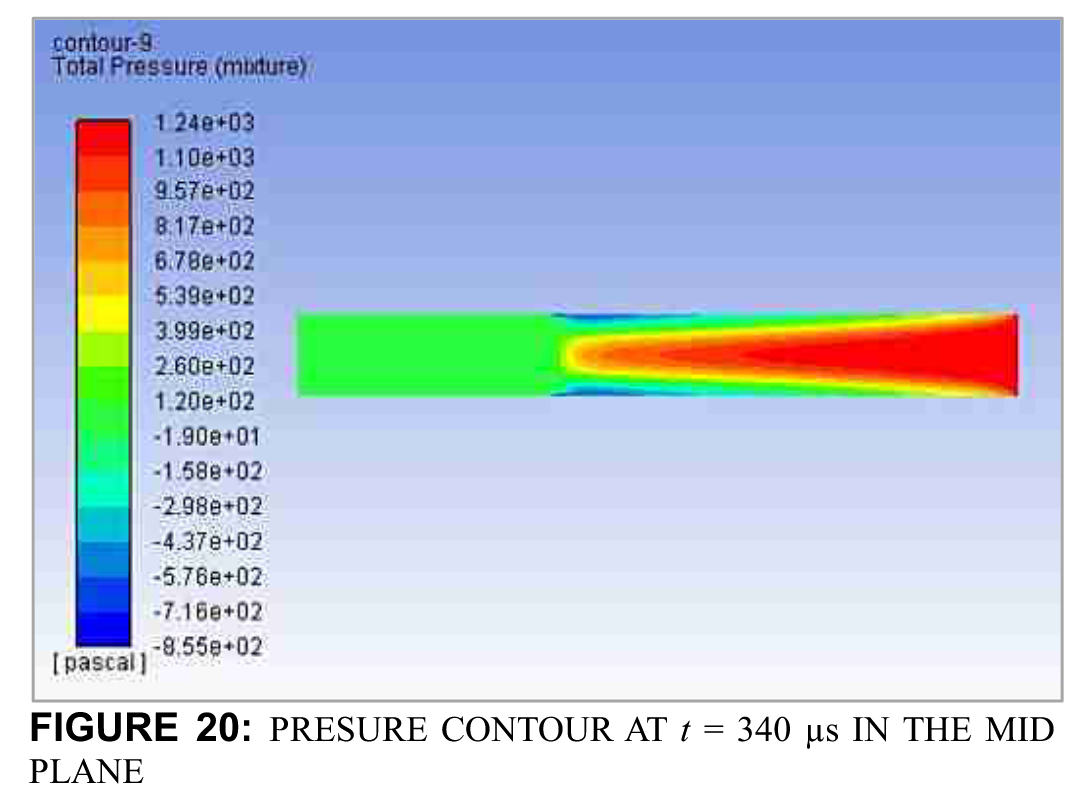 contour-9
Total Pressure (mixture)
1.24e+03
1.10e+03
9.57e+02
8.17e+02
6.78e+02
5.39e+02
3.99e+02
2.60e+02
1.20e+02
-1.90e+01
-1.58e+02
-2.98e+02
-4.37e+02
-5.76e+02
-7.16e+02
-8.55e+02
[pascal]
FIGURE 20: PRESURE CONTOUR AT t = 340 µs IN THE MID
PLANE